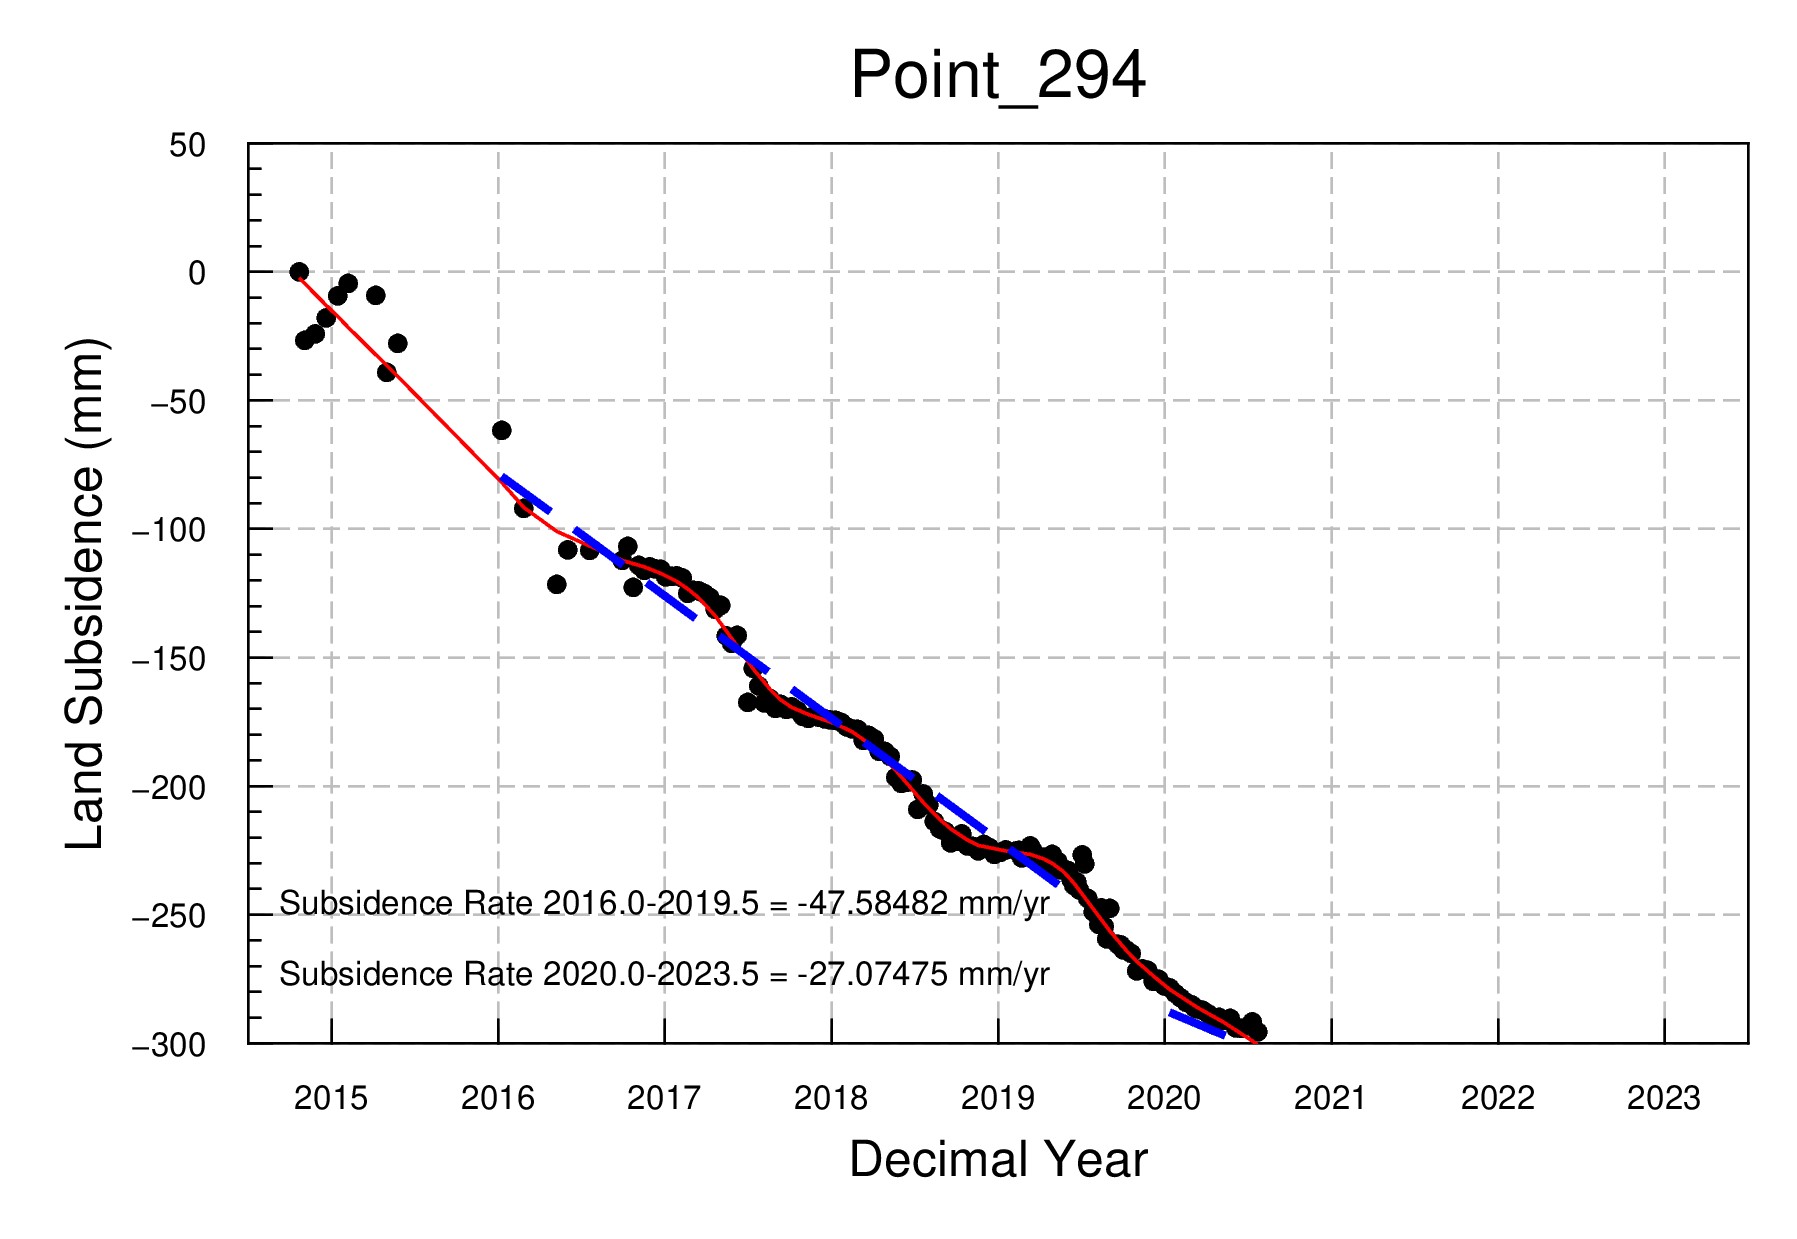 Point_294
50
0
−50
−100
−150
−200
−250
−300
Land Subsidence (mm)
Subsidence Rate 2016.0-2019.5 = -47.58482 mm/yr
Subsidence Rate 2020.0-2023.5 = -27.07475 mm/yr
2015 2016 2017 2018 2019 2020 2021 2022 2023
Decimal Year